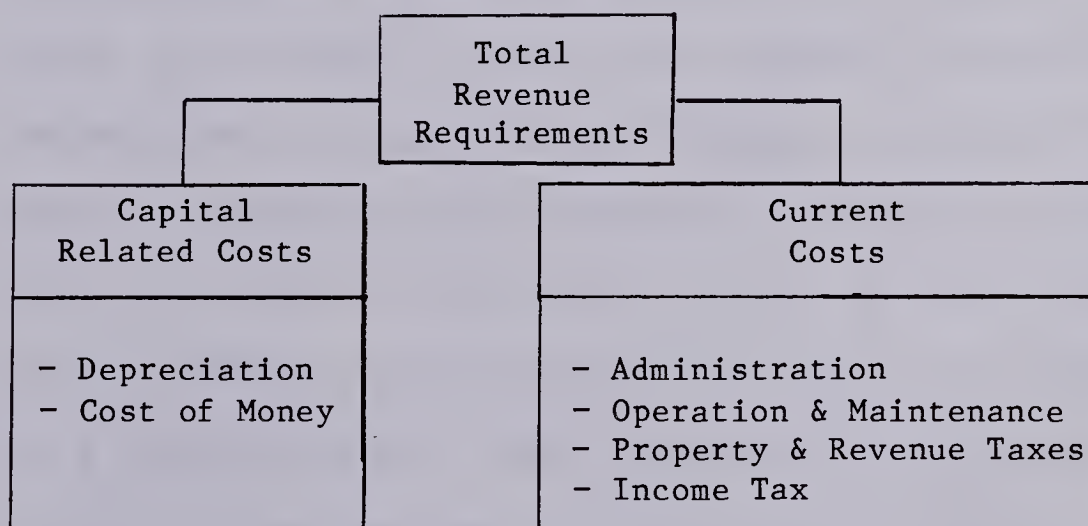 Total
Revenue
Requirements
Capital
Related Costs
- Depreciation
- Cost of Money
Current
Costs
- Administration
- Operation & Maintenance
- Property & Revenue Taxes
- Income Tax